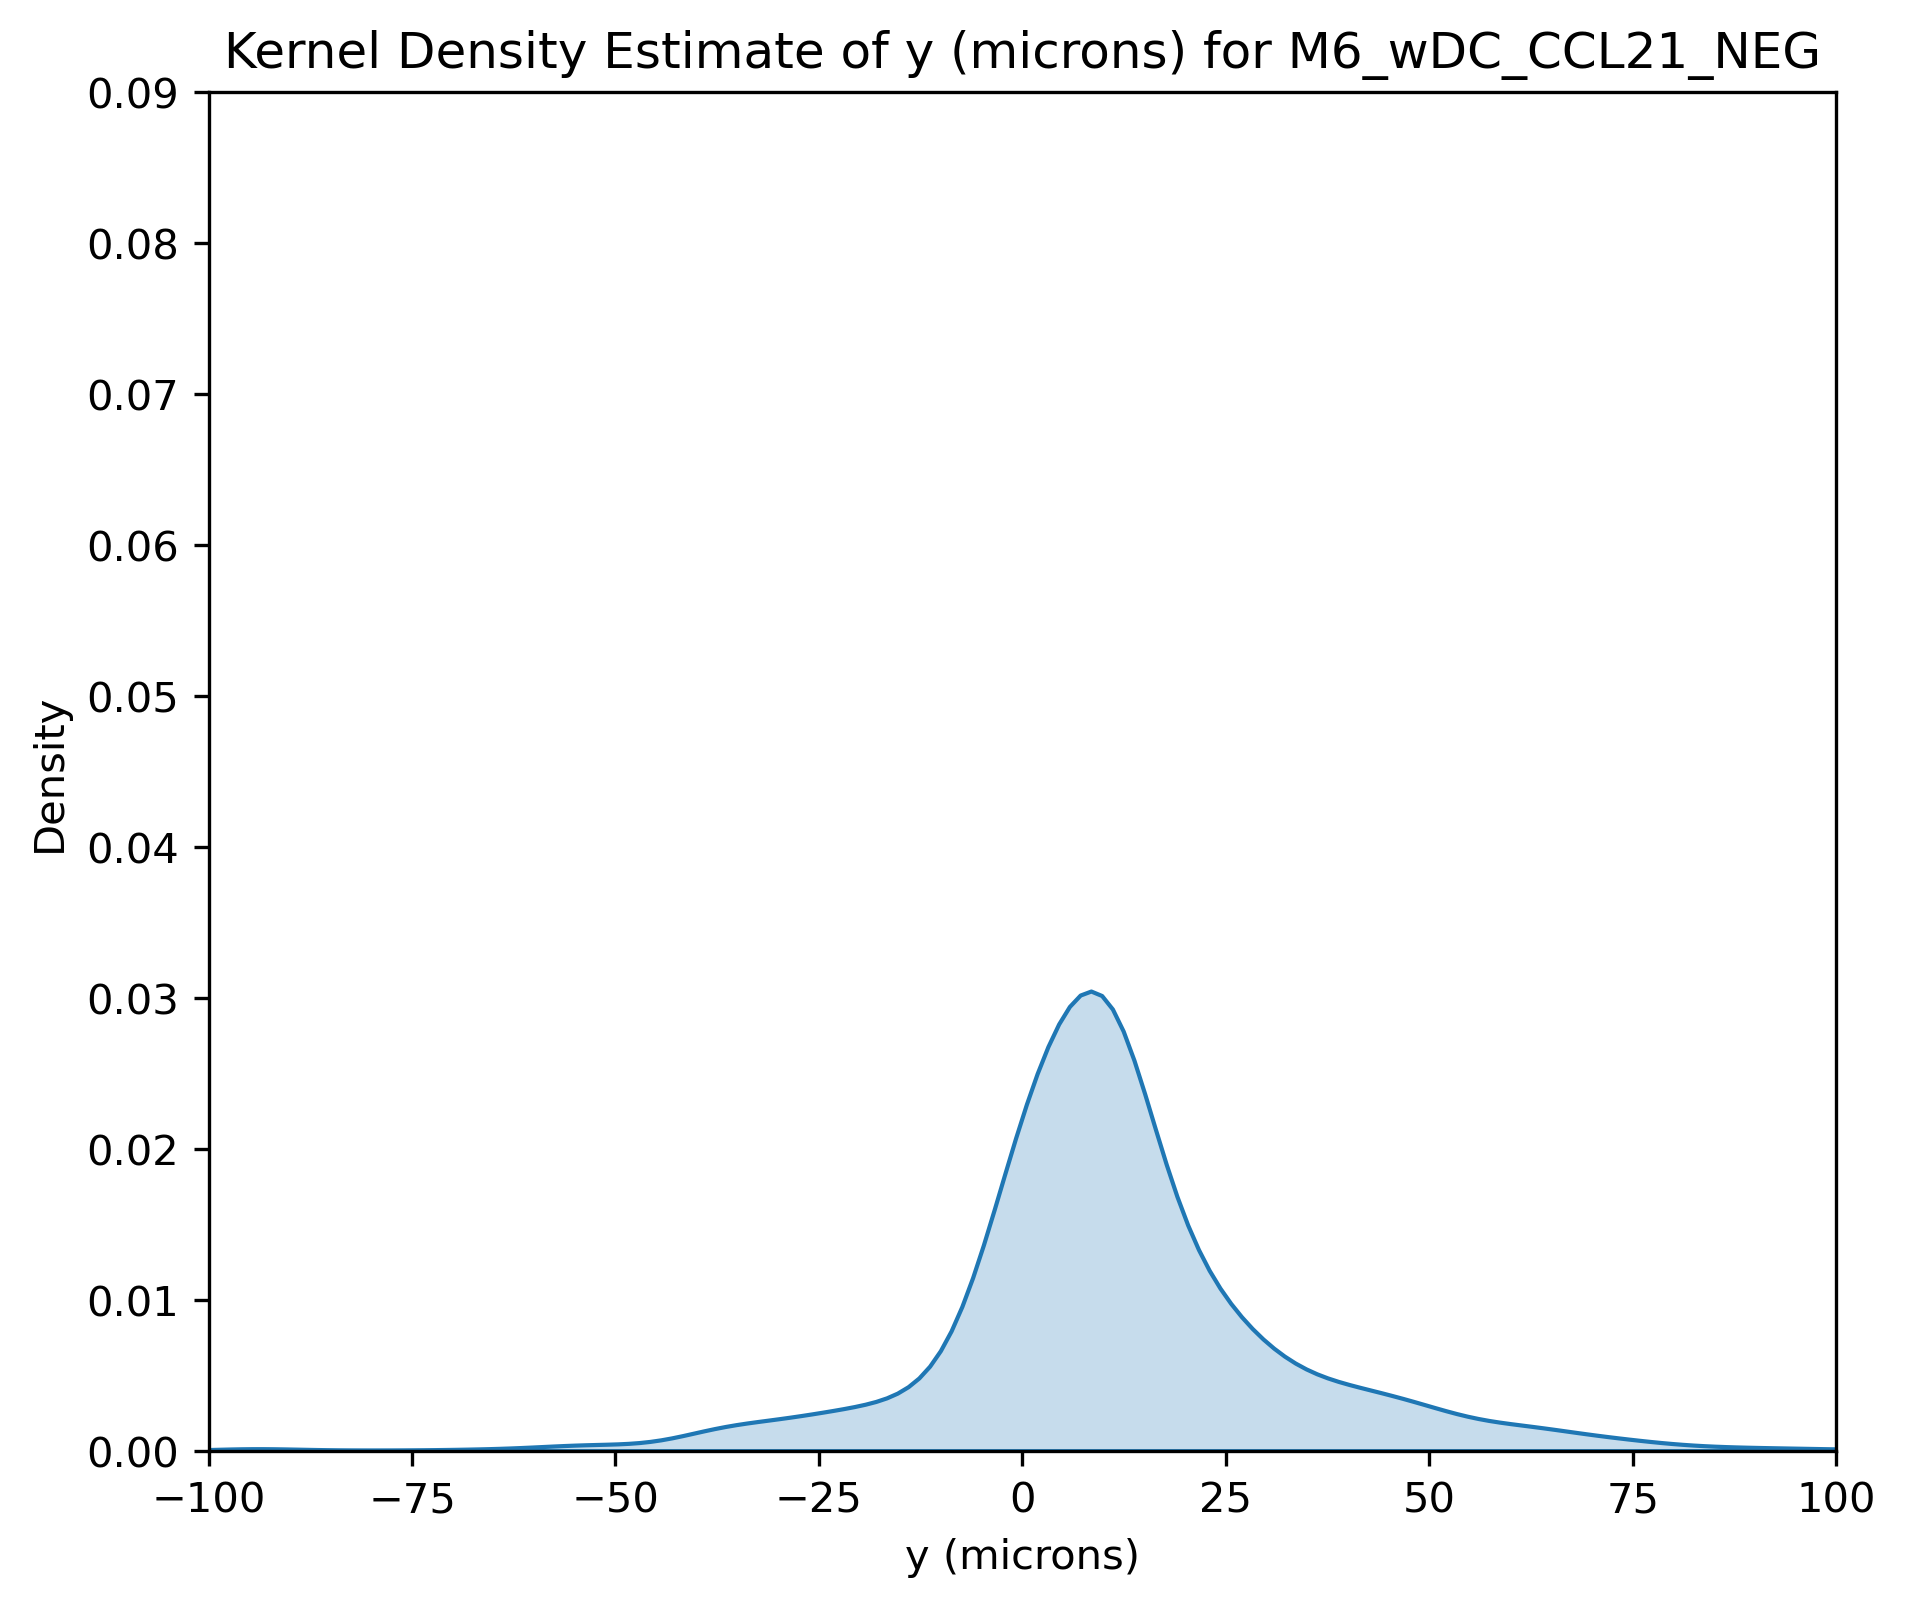 Kernel Density Estimate of y (microns) for M6_wDC_CCL21_NEG
0.09
0.08
0.07
0.06
0.05
0.04
0.03
0.02
0.01
0.00
Density
−100 −75 −50 −25 0 25 50 75 100
y (microns)